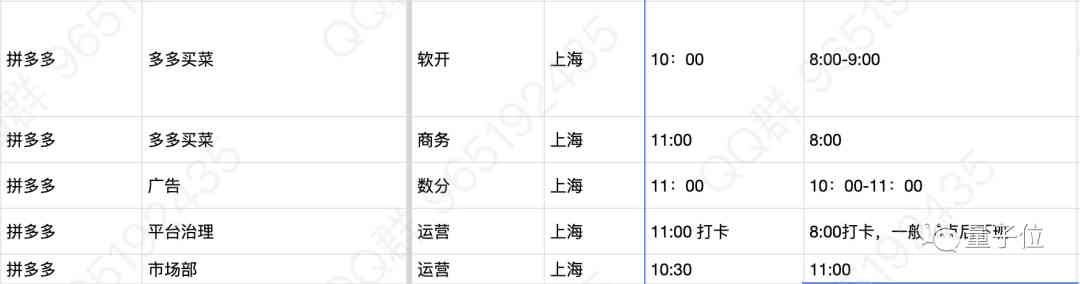 拼多多 多多买菜 软开 上海 10：00 8:00-9:00
拼多多 多多买菜 商务 上海 11:00 8:00
拼多多 广告 数分 上海 11：00 10：00-11：00
拼多多 平台治理 运营 上海 11:00 打卡 8:00打卡，一般
拼多多 市场部 运营 上海 10:30 11:00
量子位
QQ群 965192435
QQ群 965192435